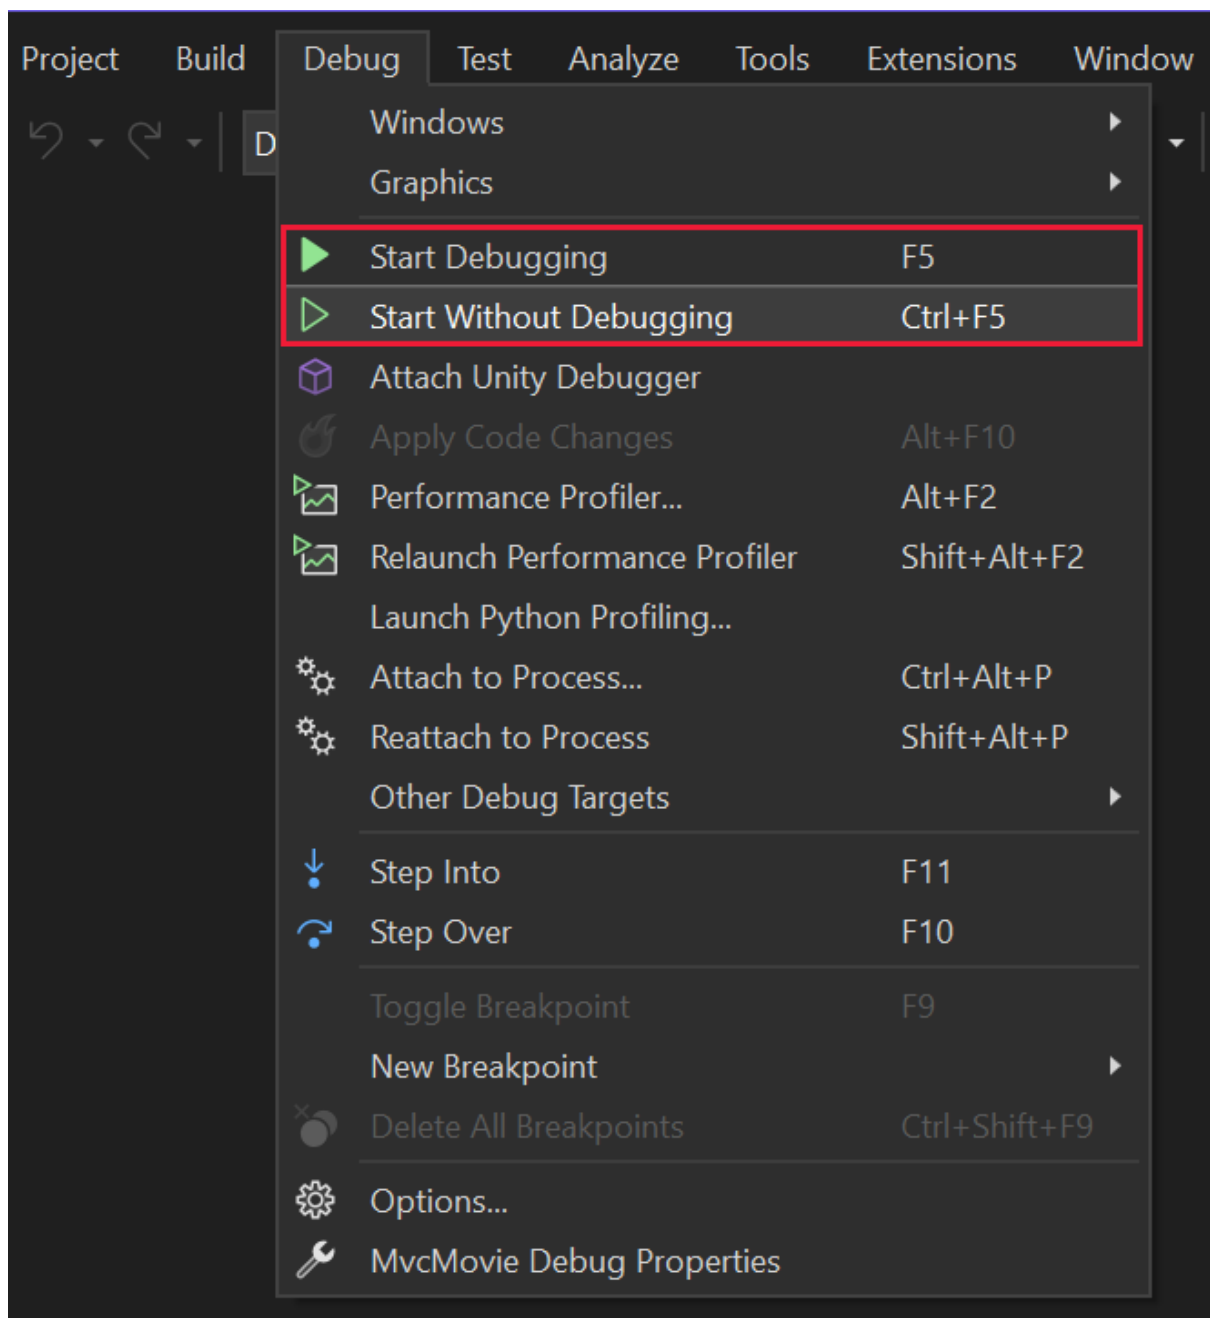 Project Build Debug Test Analyze Tools Extensions Window
D
Windows
Graphics
Start Debugging F5
Start Without Debugging Ctrl+F5
Attach Unity Debugger
Apply Code Changes Alt+F10
Performance Profiler... Alt+F2
Relaunch Performance Profiler Shift+Alt+F2
Launch Python Profiling...
Attach to Process... Ctrl+Alt+P
Reattach to Process Shift+Alt+P
Other Debug Targets
Step Into F11
Step Over F10
Toggle Breakpoint F9
New Breakpoint
Delete All Breakpoints Ctrl+Shift+F9
Options...
MvcMovie Debug Properties